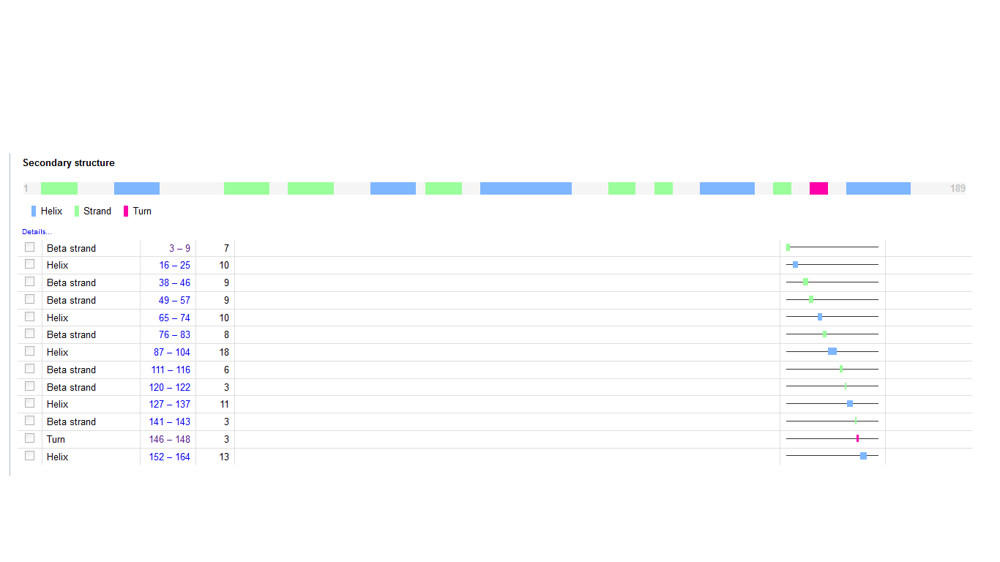 Secondary structure
1 189
Helix Strand Turn
Details...
Beta strand 3 – 9 7
Helix 16 – 25 10
Beta strand 38 – 46 9
Beta strand 49 – 57 9
Helix 65 – 74 10
Beta strand 76 – 83 8
Helix 87 – 104 18
Beta strand 111 – 116 6
Beta strand 120 – 122 3
Helix 127 – 137 11
Beta strand 141 – 143 3
Turn 146 – 148 3
Helix 152 – 164 13